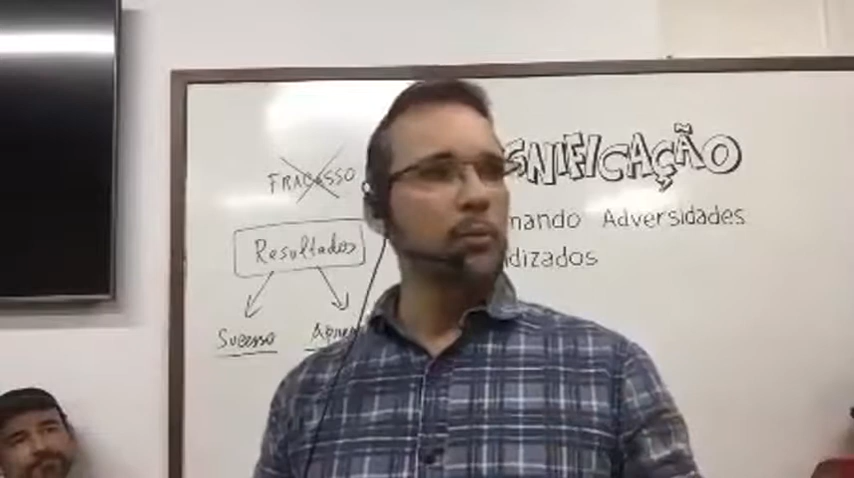 FRACASSO
Resultados
Sucesso
SNIFICAÇÃO
mando Adversidades
dizados